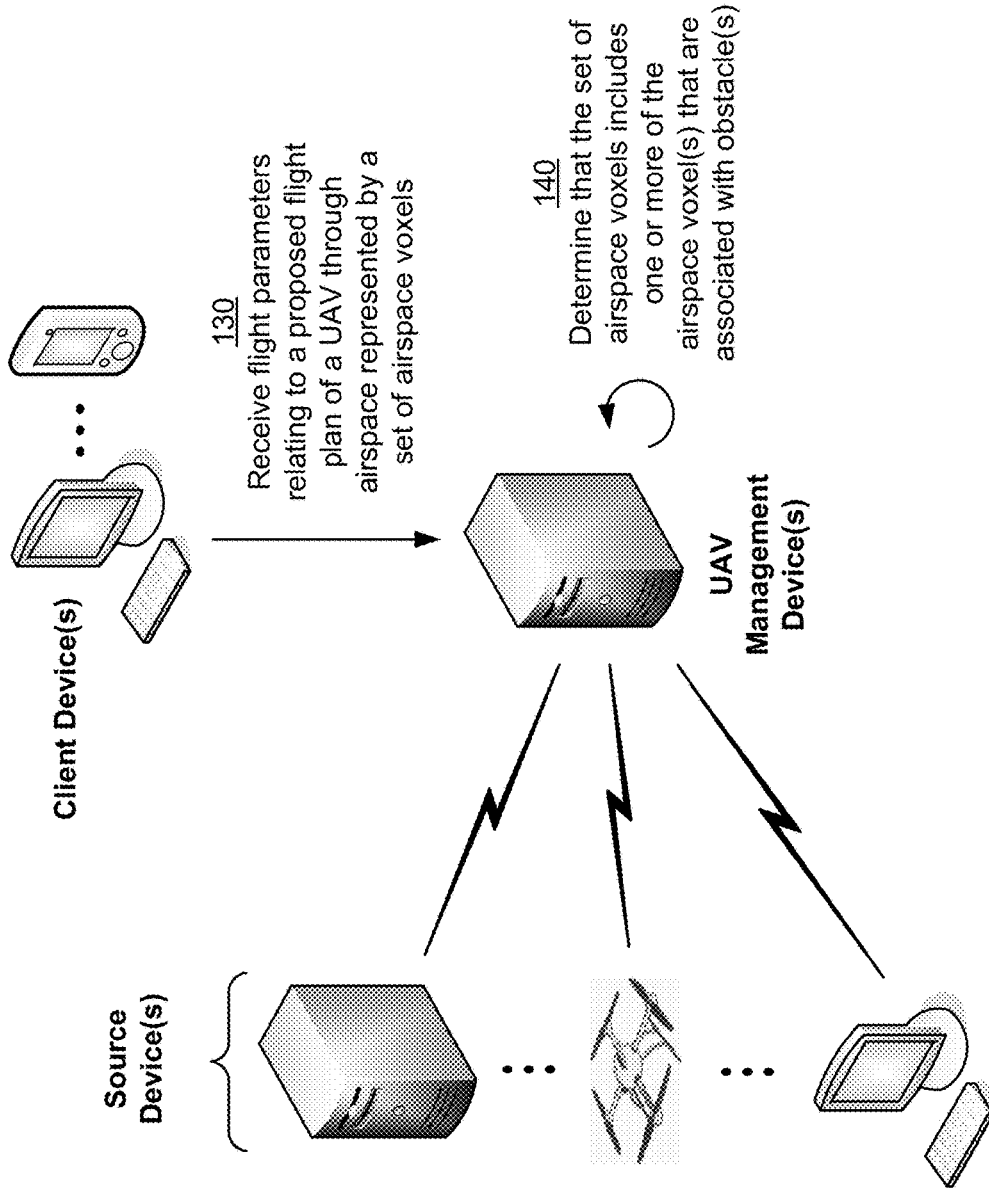 Client Device(s)
130
Receive flight parameters
relating to a proposed flight
plan of a UAV through
airspace represented by a
set of airspace voxels
Source
Device(s)
UAV
Management
Device(s)
140
Determine that the set of
airspace voxels includes
one or more of the
airspace voxel(s) that are
associated with obstacle(s)